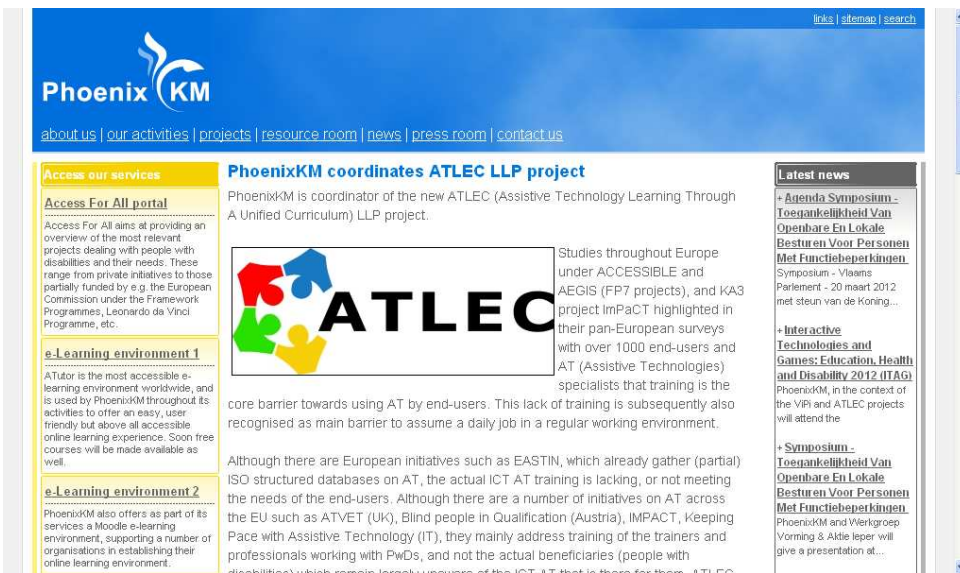 links | sitemap | search
Phoenix KM
about us | our activities | projects | resource room | news | press room | contact us
Access our services
Access For All portal
Access For All aims at providing an
overview of the most relevant
projects dealing with people with
disabilities and their needs. These
range from private initiatives to those
partially funded by e.g. the European
Commission under the Framework
Programmes, Leonardo da Vinci
Programme, etc.
e-Learning environment 1
ATutor is the most accessible e-
learning environment worldwide, and
is used by PhoenixKM throughout its
activities to offer an easy, user
friendly but above all accessible
online learning experience. Soon free
courses will be made available as
well.
e-Learning environment 2
PhoenixKM also offers as part of its
services a Moodle e-learning
environment, supporting a number of
organisations in establishing their
online learning environment.
PhoenixKM coordinates ATLEC LLP project
PhoenixKM is coordinator of the new ATLEC (Assistive Technology Learning Through
A Unified Curriculum) LLP project.
ATLEC
Studies throughout Europe
under ACCESSIBLE and
AEGIS (FP7 projects), and KA3
project ImPaCT highlighted in
their pan-European surveys
with over 1000 end-users and
AT (Assistive Technologies)
specialists that training is the
core barrier towards using AT by end-users. This lack of training is subsequently also
recognised as main barrier to assume a daily job in a regular working environment.
Although there are European initiatives such as EASTIN, which already gather (partial)
ISO structured databases on AT, the actual ICT AT training is lacking, or not meeting
the needs of the end-users. Although there are a number of initiatives on AT across
the EU such as ATVET (UK), Blind people in Qualification (Austria), IMPACT, Keeping
Pace with Assistive Technology (IT), they mainly address training of the trainers and
professionals working with PwDs, and not the actual beneficiaries (people with
disabilities) which remain largely unaware of the ICT AT that is there for them. ATLEC
Latest news
+ Agenda Symposium -
Toegankelijkheid Van
Openbare En Lokale
Besturen Voor Personen
Met Functiebeperkingen
Symposium - Vlaams
Parlement - 20 maart 2012
met steun van de Koning...
+ Interactive
Technologies and
Games: Education, Health
and Disability 2012 (ITAG)
PhoenixKM, in the context of
the ViPi and ATLEC projects
will attend the
+ Symposium -
Toegankelijkheid Van
Openbare En Lokale
Besturen Voor Personen
Met Functiebeperkingen
PhoenixKM and Werkgroep
Vorming & Aktie Ieper will
give a presentation at...